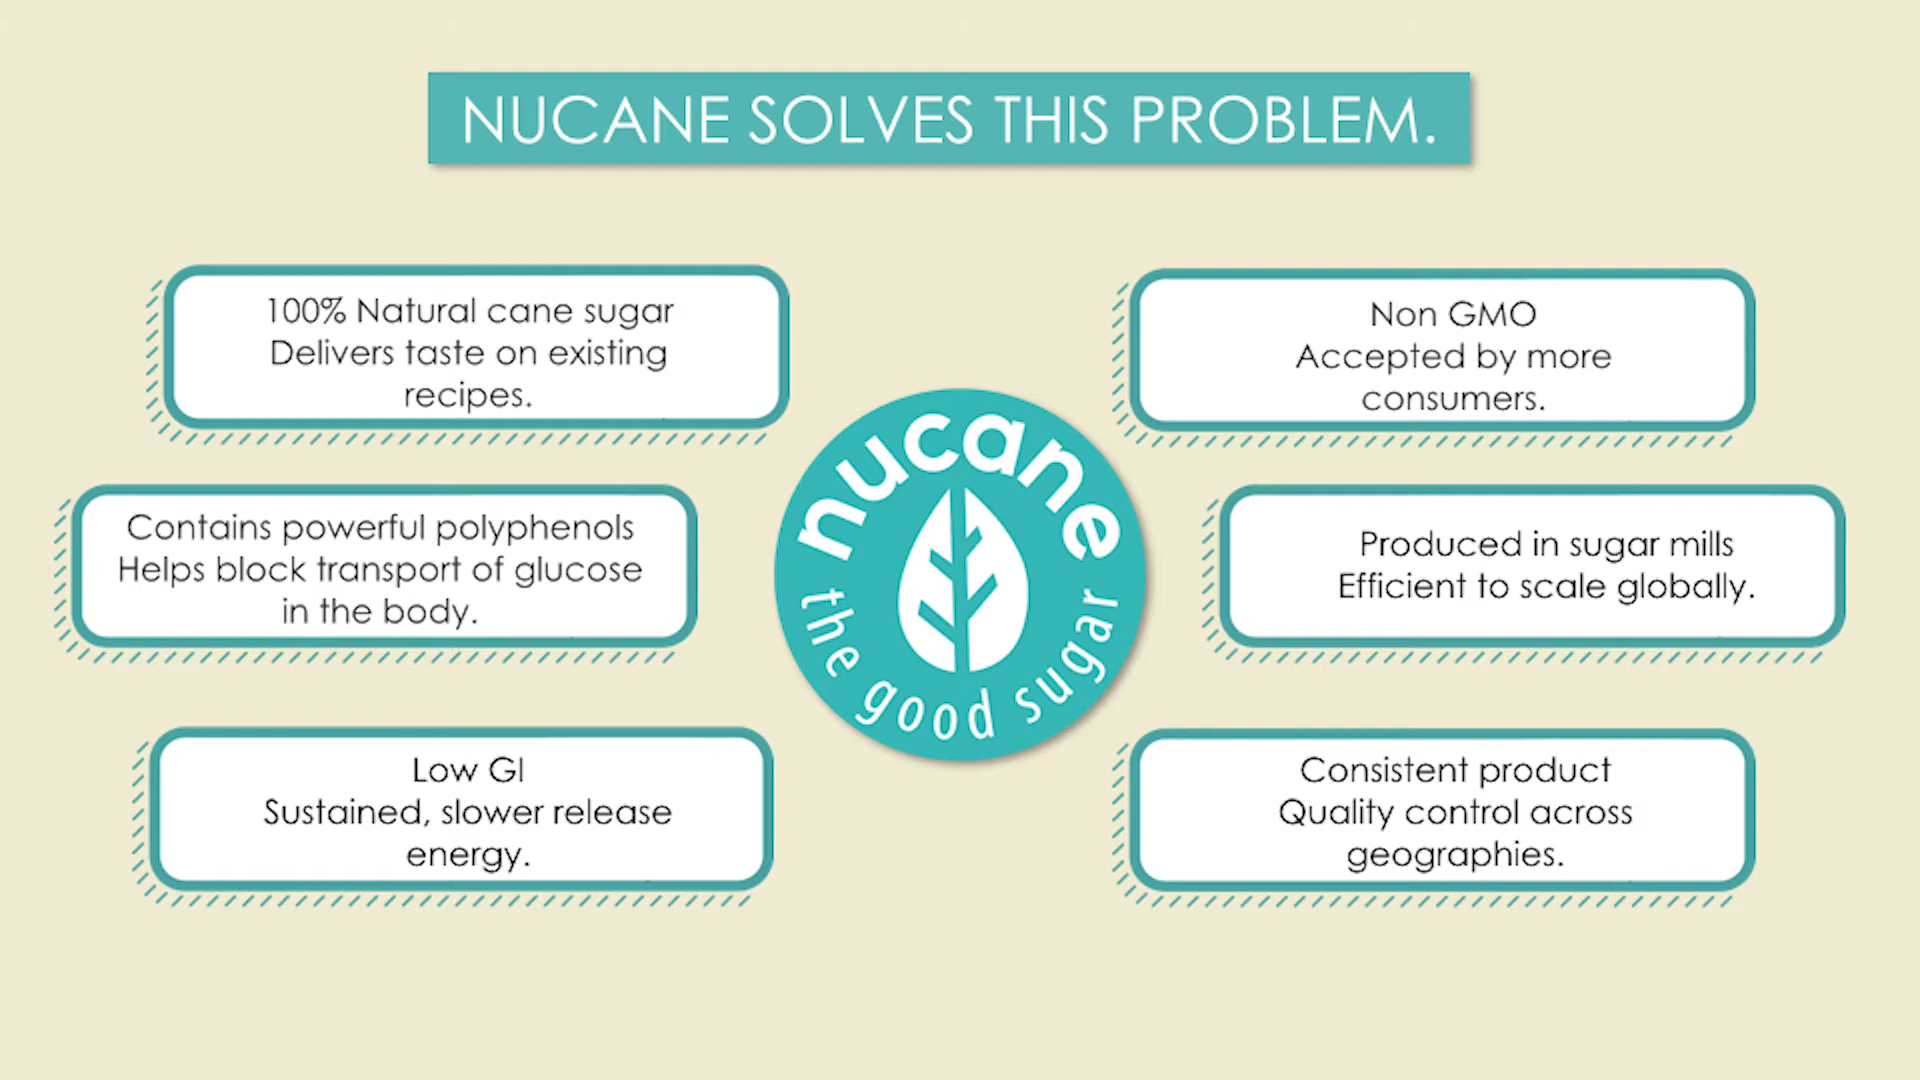 NUCANE SOLVES THIS PROBLEM.
100% Natural cane sugar
Delivers taste on existing
recipes.
Non GMO
Accepted by more
consumers.
nucane
the good sugar
Contains powerful polyphenols
Helps block transport of glucose
in the body.
Produced in sugar mills
Efficient to scale globally.
Low GI
Sustained, slower release
energy.
Consistent product
Quality control across
geographies.